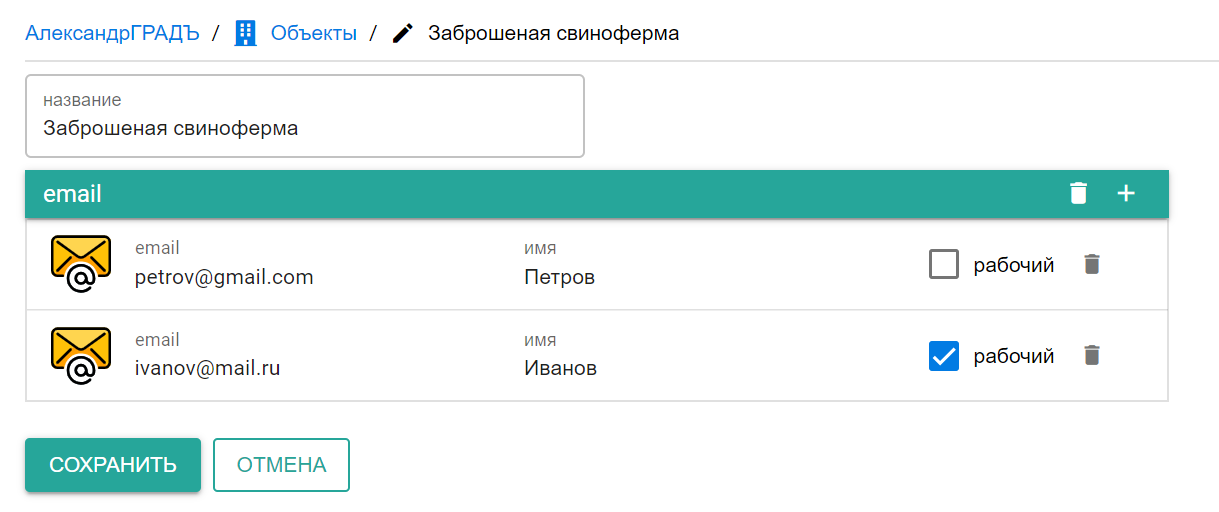 АлександрГРАДЪ / Объекты / Заброшеная свиноферма
название
Заброшеная свиноферма
email
email имя
petrov@gmail.com Петров рабочий
email имя
ivanov@mail.ru Иванов рабочий
СОХРАНИТЬ ОТМЕНА